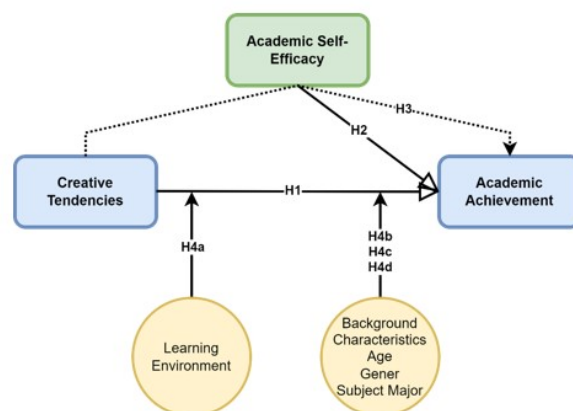 Academic Self-
Efficacy
H3
H2
Creative
Tendencies
H1
Academic
Achievement
H4a
H4b
H4c
H4d
Learning
Environment
Background
Characteristics
Age
Gener
Subject Major